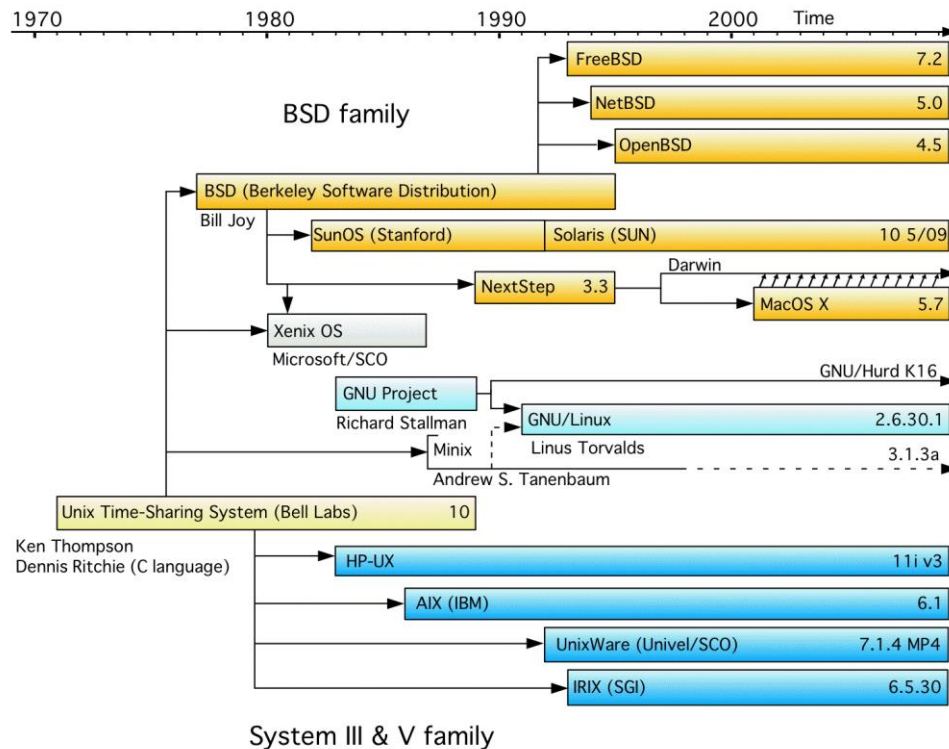 1970 1980 1990 2000 Time
FreeBSD 7.2
BSD family
NetBSD 5.0
OpenBSD 4.5
BSD (Berkeley Software Distribution)
Bill Joy
SunOS (Stanford) Solaris (SUN) 10 5/09
Darwin
NextStep 3.3
MacOS X 5.7
Xenix OS
Microsoft/SCO
GNU/Hurd K16
GNU Project
Richard Stallman
GNU/Linux 2.6.30.1
Linus Torvalds
Minix
3.1.3a
Andrew S. Tanenbaum
Unix Time-Sharing System (Bell Labs) 10
Ken Thompson
Dennis Ritchie (C language)
HP-UX 11i v3
AIX (IBM) 6.1
UnixWare (Univel/SCO) 7.1.4 MP4
IRIX (SGI) 6.5.30
System III & V family